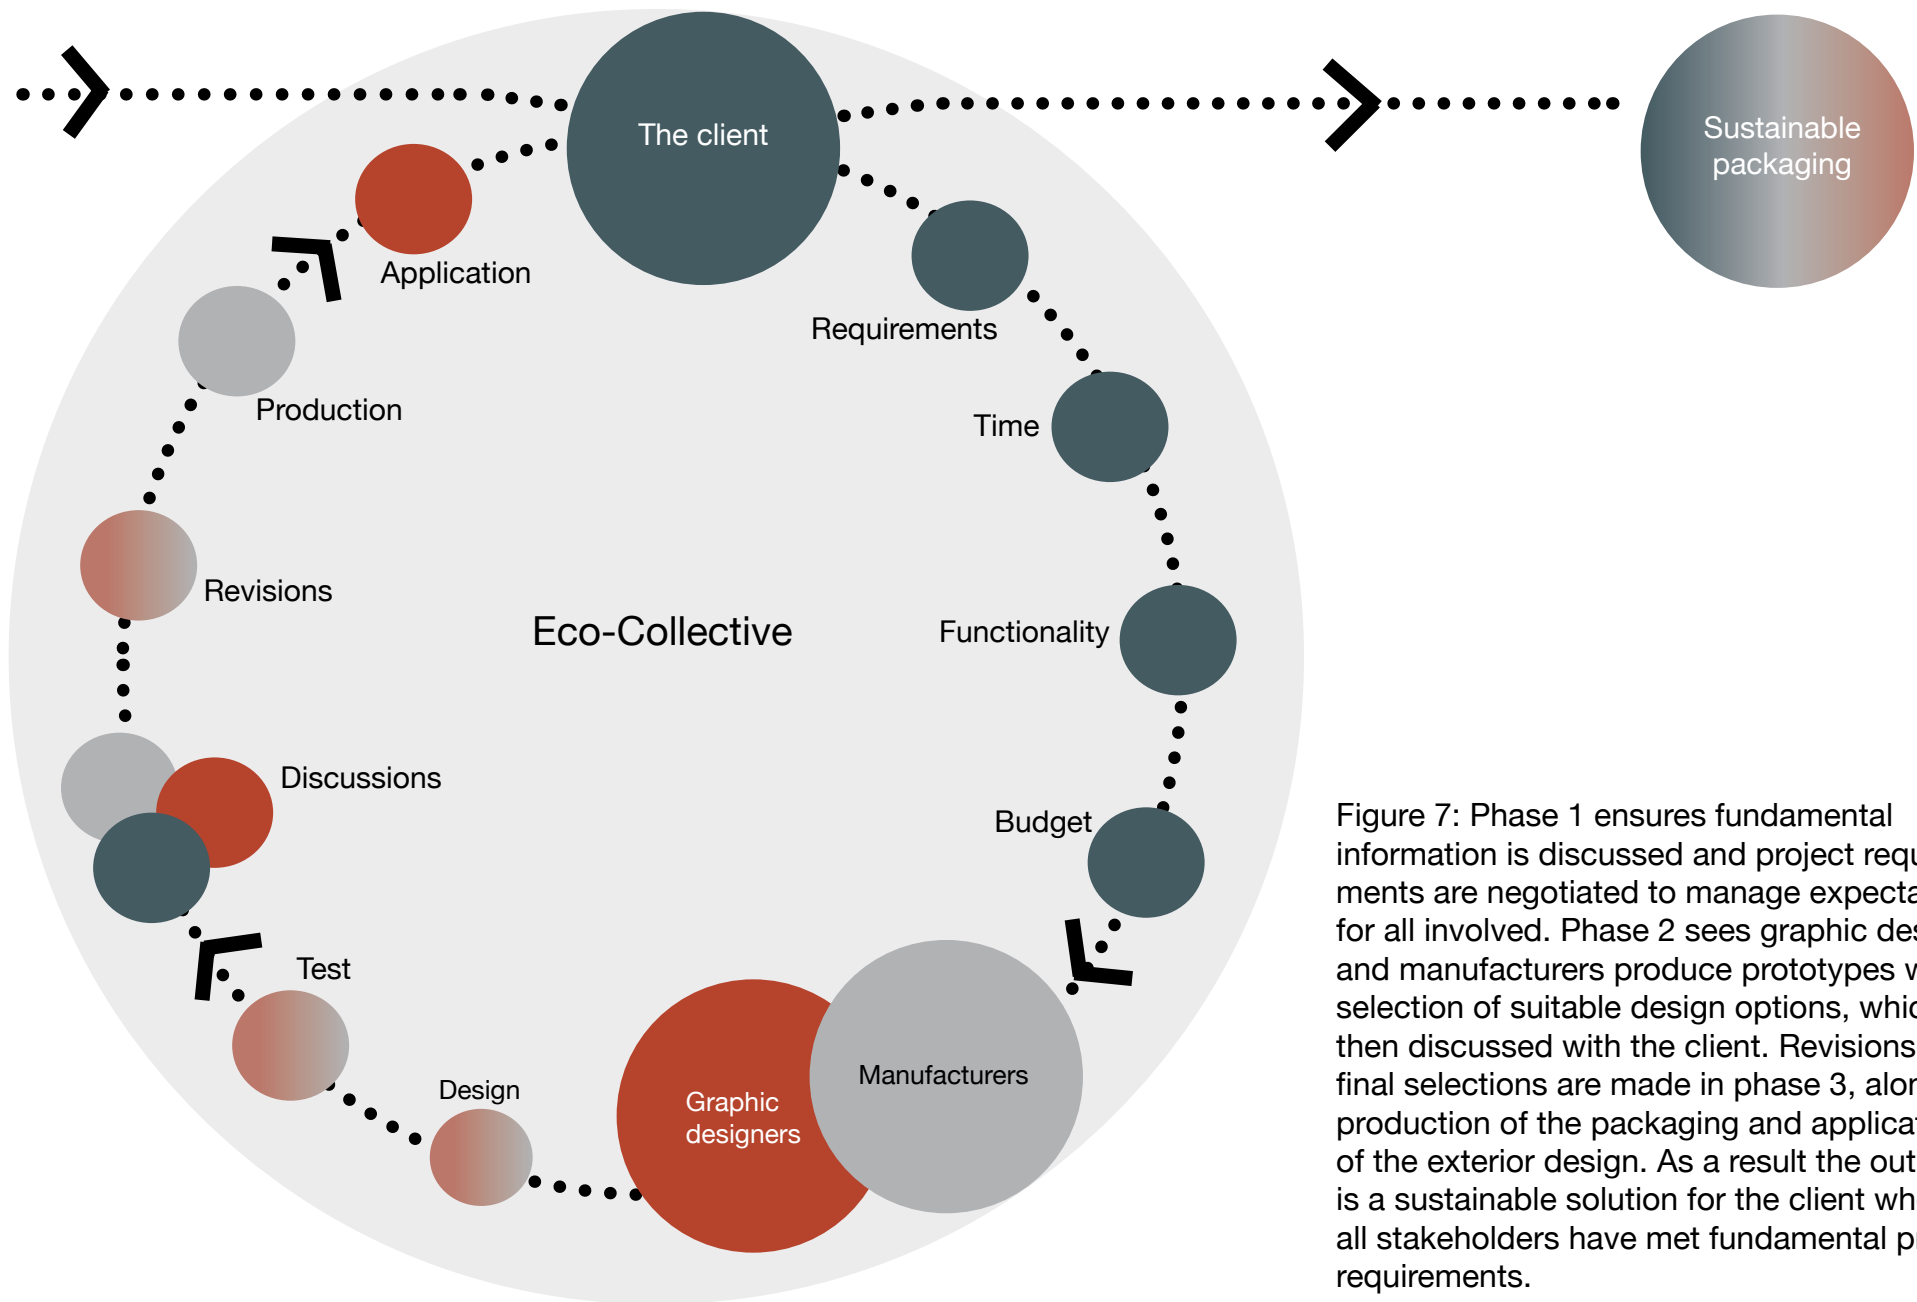 The client
Sustainable
packaging
Application
Requirements
Production
Time
Revisions
Eco-Collective
Functionality
Discussions
Budget
Test
Design
Graphic
designers
Manufacturers
Figure 7: Phase 1 ensures fundamental
information is discussed and project requ
ments are negotiated to manage expecta
for all involved. Phase 2 sees graphic des
and manufacturers produce prototypes w
selection of suitable design options, whic
then discussed with the client. Revisions
final selections are made in phase 3, alon
production of the packaging and applicat
of the exterior design. As a result the out
is a sustainable solution for the client wh
all stakeholders have met fundamental p
requirements.